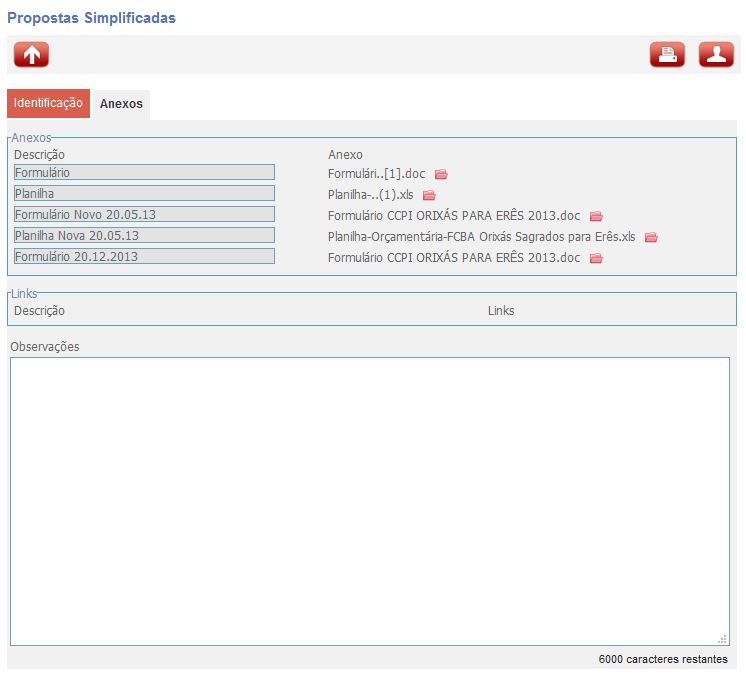 Propostas Simplificadas
Identificação Anexos
Anexos
Descrição Anexo
Formulário Formulári..[1].doc
Planilha Planilha-..(1).xls
Formulário Novo 20.05.13 Formulário CCPI ORIXÁS PARA ERÊS 2013.doc
Planilha Nova 20.05.13 Planilha-Orçamentária-FCBA Orixás Sagrados para Erês.xls
Formulário 20.12.2013 Formulário CCPI ORIXÁS PARA ERÊS 2013.doc
Links
Descrição Links
Observações
6000 caracteres restantes